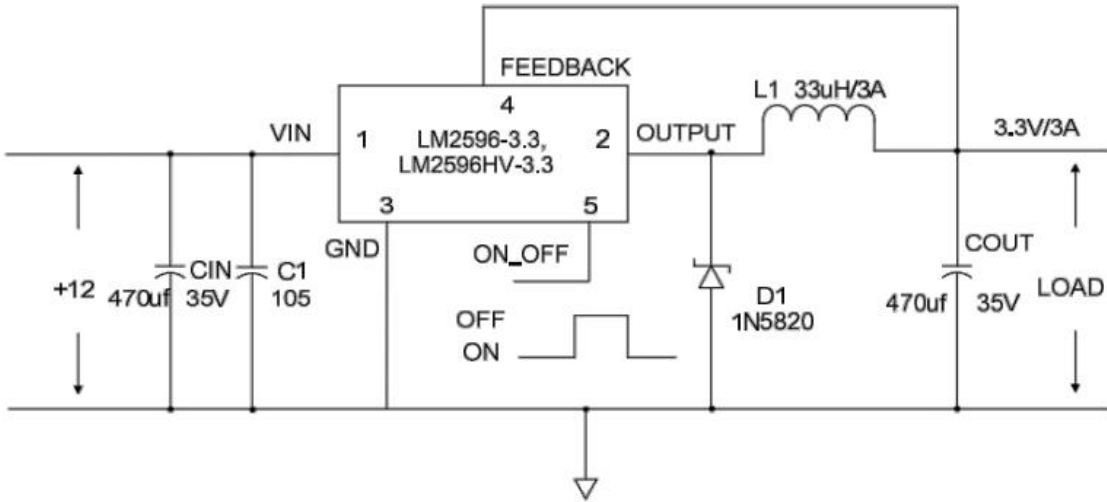 FEEDBACK
L1 33uH/3A
4
VIN
1
LM2596-3.3,
LM2596HV-3.3
2
OUTPUT
3.3V/3A
3
5
GND
ON_OFF
+12
CIN
470uf 35V
C1
105
OFF
ON
D1
1N5820
COUT
470uf 35V
LOAD